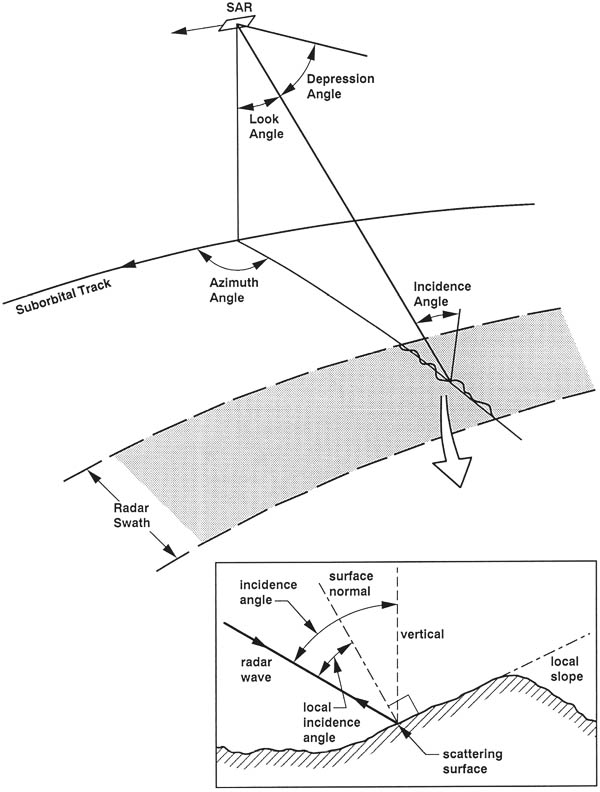 SAR
Depression
Angle
Look
Angle
Azimuth
Angle
Suborbital Track
Incidence
Angle
Radar
Swath
incidence
angle
surface
normal
vertical
radar
wave
local
slope
local
incidence
angle
scattering
surface